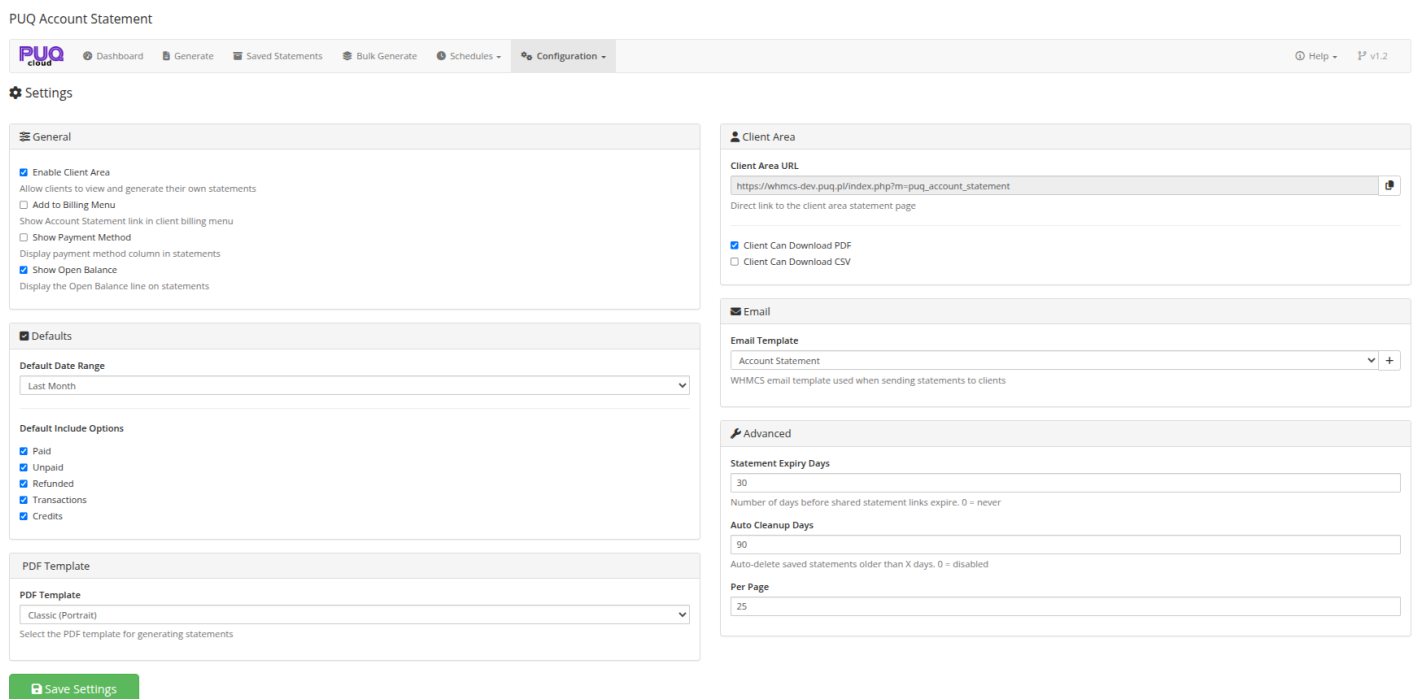 PUQ Account Statement
PUQ cloud Dashboard Generate Saved Statements Bulk Generate Schedules Configuration Help v1.2
Settings
General
Enable Client Area
Allow clients to view and generate their own statements
Add to Billing Menu
Show Account Statement link in client billing menu
Show Payment Method
Display payment method column in statements
Show Open Balance
Display the Open Balance line on statements
Defaults
Default Date Range
Last Month
Default Include Options
Paid
Unpaid
Refunded
Transactions
Credits
PDF Template
PDF Template
Classic (Portrait)
Select the PDF template for generating statements
Save Settings
Client Area
Client Area URL
https://whmcs-dev.puq.pl/index.php?m=puq_account_statement
Direct link to the client area statement page
Client Can Download PDF
Client Can Download CSV
Email
Email Template
Account Statement
WHMCS email template used when sending statements to clients
Advanced
Statement Expiry Days
30
Number of days before shared statement links expire. 0 = never
Auto Cleanup Days
90
Auto-delete saved statements older than X days. 0 = disabled
Per Page
25